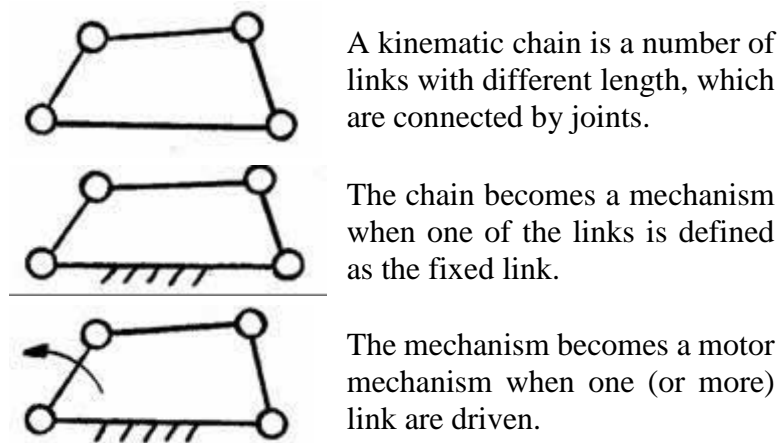 A kinematic chain is a number of
links with different length, which
are connected by joints.
The chain becomes a mechanism
when one of the links is defined
as the fixed link.
The mechanism becomes a motor
mechanism when one (or more)
link are driven.